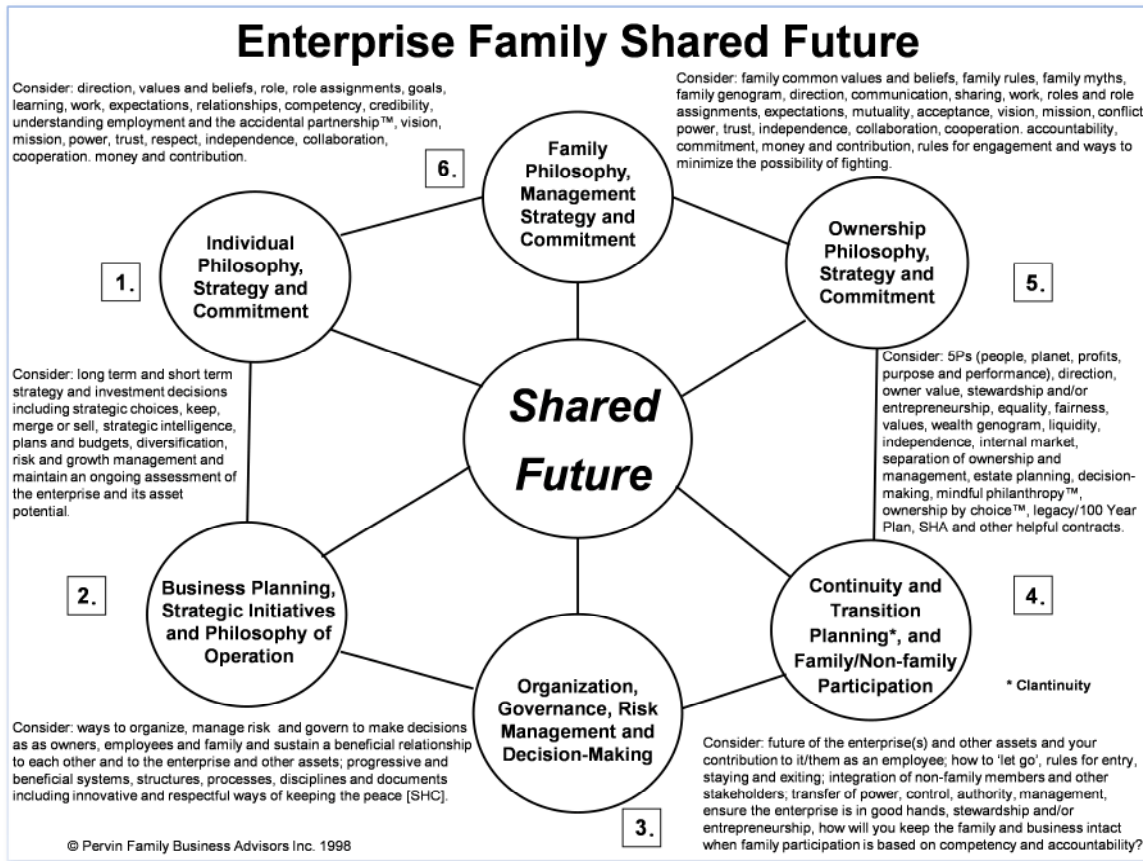 Enterprise Family Shared Future
Consider: direction, values and beliefs, role, role assignments, goals,
learning, work, expectations, relationships, competency, credibility,
understanding employment and the accidental partnership™, vision,
mission, power, trust, respect, independence, collaboration,
cooperation. money and contribution.
Consider: family common values and beliefs, family rules, family myths,
family genogram, direction, communication, sharing, work, roles and role
assignments, expectations, mutuality, acceptance, vision, mission, conflict
power, trust, independence, collaboration, cooperation. accountability,
commitment, money and contribution, rules for engagement and ways to
minimize the possibility of fighting.
6.
Family
Philosophy,
Management
Strategy and
Commitment
1.
Individual
Philosophy,
Strategy and
Commitment
Ownership
Philosophy,
Strategy and
Commitment
5.
Consider: long term and short term
strategy and investment decisions
including strategic choices, keep,
merge or sell, strategic intelligence,
plans and budgets, diversification,
risk and growth management and
maintain an ongoing assessment of
the enterprise and its asset
potential.
Shared
Future
Consider: 5Ps (people, planet, profits,
purpose and performance), direction,
owner value, stewardship and/or
entrepreneurship, equality, fairness,
values, wealth genogram, liquidity,
independence, internal market,
separation of ownership and
management, estate planning, decision-
making, mindful philanthropy™,
ownership by choice™, legacy/100 Year
Plan, SHA and other helpful contracts.
2.
Business Planning,
Strategic Initiatives
and Philosophy of
Operation
Continuity and
Transition
Planning*, and
Family/Non-family
Participation
4.
* Clantinuity
Organization,
Governance, Risk
Management and
Decision-Making
Consider: ways to organize, manage risk and govern to make decisions
as as owners, employees and family and sustain a beneficial relationship
to each other and to the enterprise and other assets; progressive and
beneficial systems, structures, processes, disciplines and documents
including innovative and respectful ways of keeping the peace [SHC].
3.
Consider: future of the enterprise(s) and other assets and your
contribution to it/them as an employee; how to 'let go', rules for entry,
staying and exiting; integration of non-family members and other
stakeholders; transfer of power, control, authority, management,
ensure the enterprise is in good hands, stewardship and/or
entrepreneurship, how will you keep the family and business intact
when family participation is based on competency and accountability?
© Pervin Family Business Advisors Inc. 1998